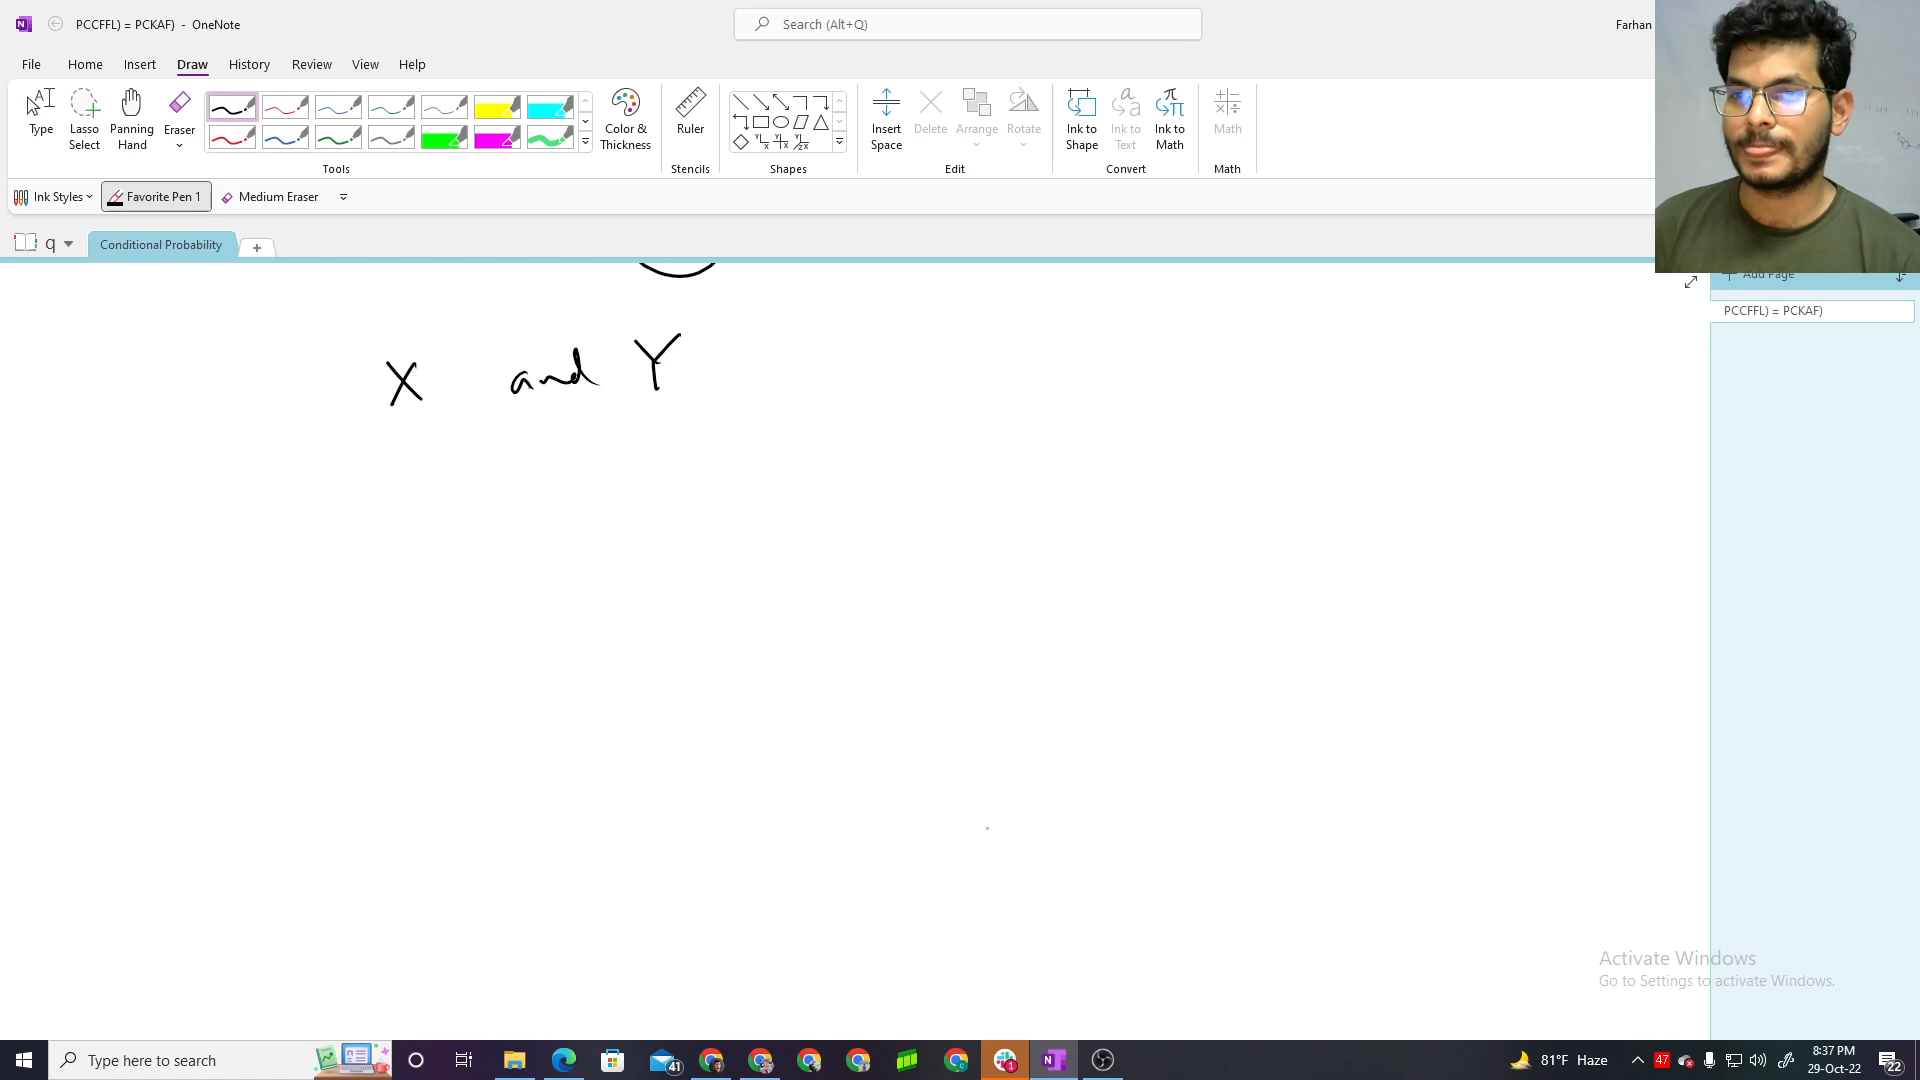 PCCFFL) = PCKAF) - OneNote
Search (Alt+Q)
Farhan
File Home Insert Draw History Review View Help
Type Lasso Select Panning Hand Eraser Color & Thickness Ruler Insert Space Delete Arrange Rotate Ink to Shape Ink to Text Ink to Math Math
Tools Stencils Shapes Edit Convert Math
Ink Styles Favorite Pen 1 Medium Eraser
q Conditional Probability
Add Page
PCCFFL) = PCKAF)
X and Y
Activate Windows
Go to Settings to activate Windows.
Type here to search 41 1 81°F Haze 47 8:37 PM
29-Oct-22 22